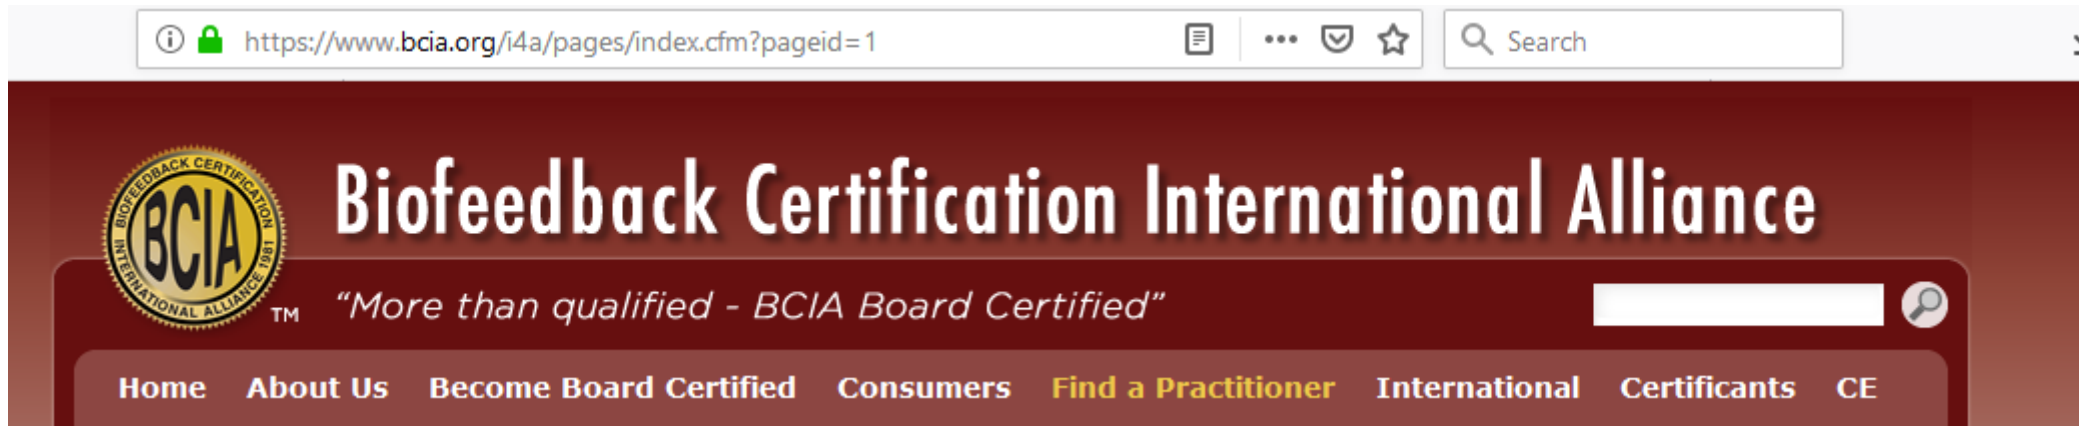 https://www.bcia.org/i4a/pages/index.cfm?pageid=1
Search
Biofeedback Certification International Alliance
BIOFEEDBACK CERTIFICATION
INTERNATIONAL ALLIANCE 1981
BCIA
TM
“More than qualified - BCIA Board Certified”
Home About Us Become Board Certified Consumers Find a Practitioner International Certificants CE